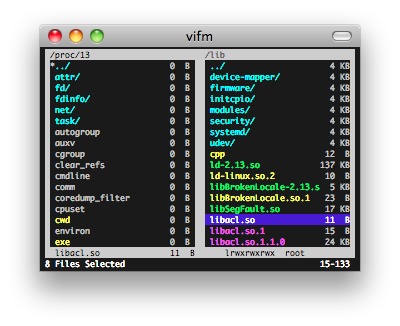 vifm
/proc/13 /lib
*../ 0 B ../ 4 KB
attr/ 0 B device-mapper/ 4 KB
fd/ 0 B firmware/ 4 KB
fdinfo/ 0 B initcpio/ 4 KB
net/ 0 B modules/ 4 KB
task/ 0 B security/ 4 KB
autogroup 0 B systemd/ 4 KB
auxv 0 B udev/ 4 KB
cgroup 0 B cpp 12 B
clear_refs 0 B ld-2.13.so 137 KB
cmdline 0 B ld-linux.so.2 10 B
comm 0 B libBrokenLocale-2.13.s 5 KB
coredump_filter 0 B libBrokenLocale.so.1 23 B
cpuset 0 B libSegFault.so 17 KB
cwd 0 B libacl.so 11 B
environ 0 B libacl.so.1 15 B
exe 0 B libacl.so.1.1.0 24 KB
libacl.so 11 B lrwxrwxrwx root
8 Files Selected 15-133